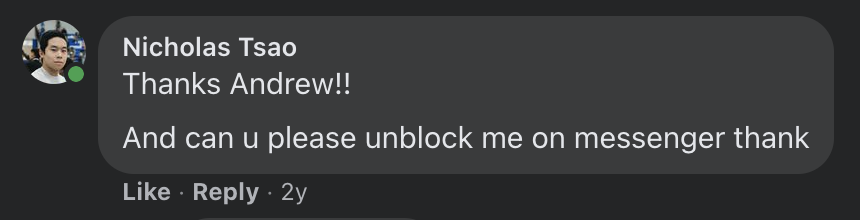 Nicholas Tsao
Thanks Andrew!!
And can u please unblock me on messenger thank
Like · Reply · 2y